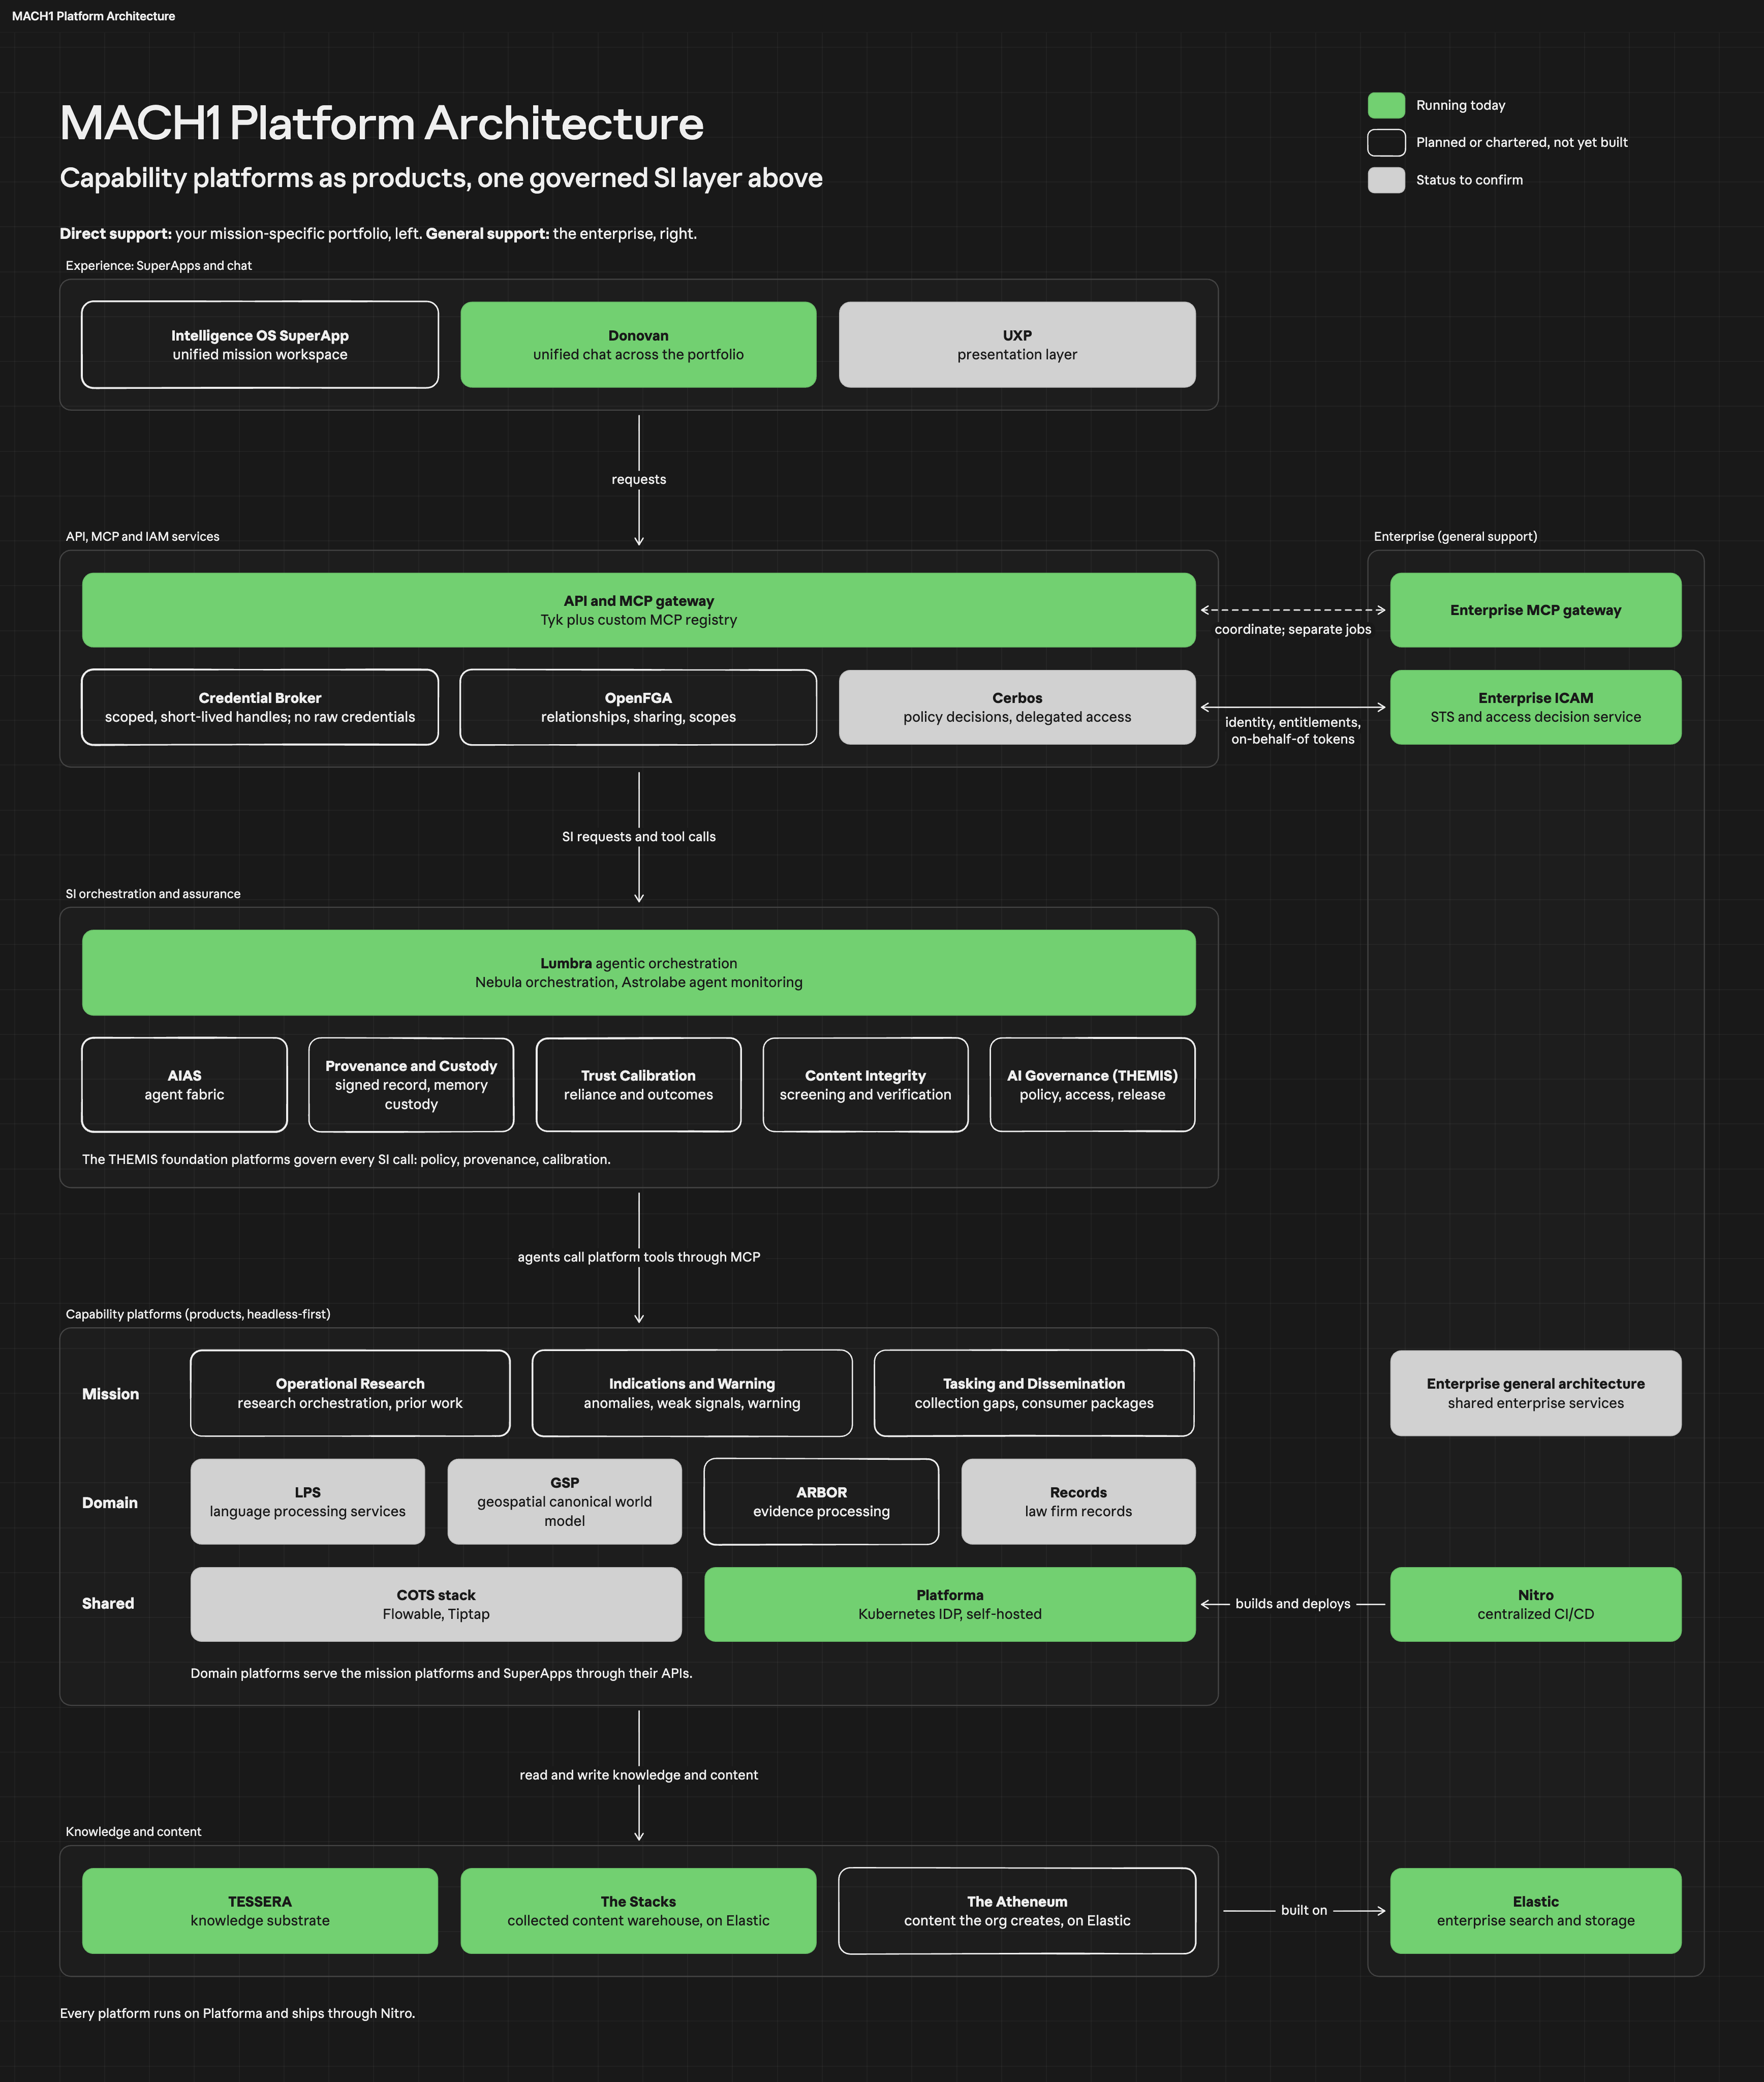 MACH1 Platform Architecture
MACH1 Platform Architecture
Capability platforms as products, one governed SI layer above
Direct support: your mission-specific portfolio, left. General support: the enterprise, right.
Running today
Planned or chartered, not yet built
Status to confirm
Experience: SuperApps and chat
Intelligence OS SuperApp
unified mission workspace
Donovan
unified chat across the portfolio
UXP
presentation layer
requests
API, MCP and IAM services
API and MCP gateway
Tyk plus custom MCP registry
Credential Broker
scoped, short-lived handles; no raw credentials
OpenFGA
relationships, sharing, scopes
Cerbos
policy decisions, delegated access
coordinate; separate jobs
identity, entitlements,
on-behalf-of tokens
Enterprise (general support)
Enterprise MCP gateway
Enterprise ICAM
STS and access decision service
SI requests and tool calls
SI orchestration and assurance
Lumbra agentic orchestration
Nebula orchestration, Astrolabe agent monitoring
AIAS
agent fabric
Provenance and Custody
signed record, memory
custody
Trust Calibration
reliance and outcomes
Content Integrity
screening and verification
AI Governance (THEMIS)
policy, access, release
The THEMIS foundation platforms govern every SI call: policy, provenance, calibration.
agents call platform tools through MCP
Capability platforms (products, headless-first)
Mission
Operational Research
research orchestration, prior work
Indications and Warning
anomalies, weak signals, warning
Tasking and Dissemination
collection gaps, consumer packages
Enterprise general architecture
shared enterprise services
Domain
LPS
language processing services
GSP
geospatial canonical world
model
ARBOR
evidence processing
Records
law firm records
Shared
COTS stack
Flowable, Tiptap
Platforma
Kubernetes IDP, self-hosted
builds and deploys
Nitro
centralized CI/CD
Domain platforms serve the mission platforms and SuperApps through their APIs.
read and write knowledge and content
Knowledge and content
TESSERA
knowledge substrate
The Stacks
collected content warehouse, on Elastic
The Atheneum
content the org creates, on Elastic
built on
Elastic
enterprise search and storage
Every platform runs on Platforma and ships through Nitro.